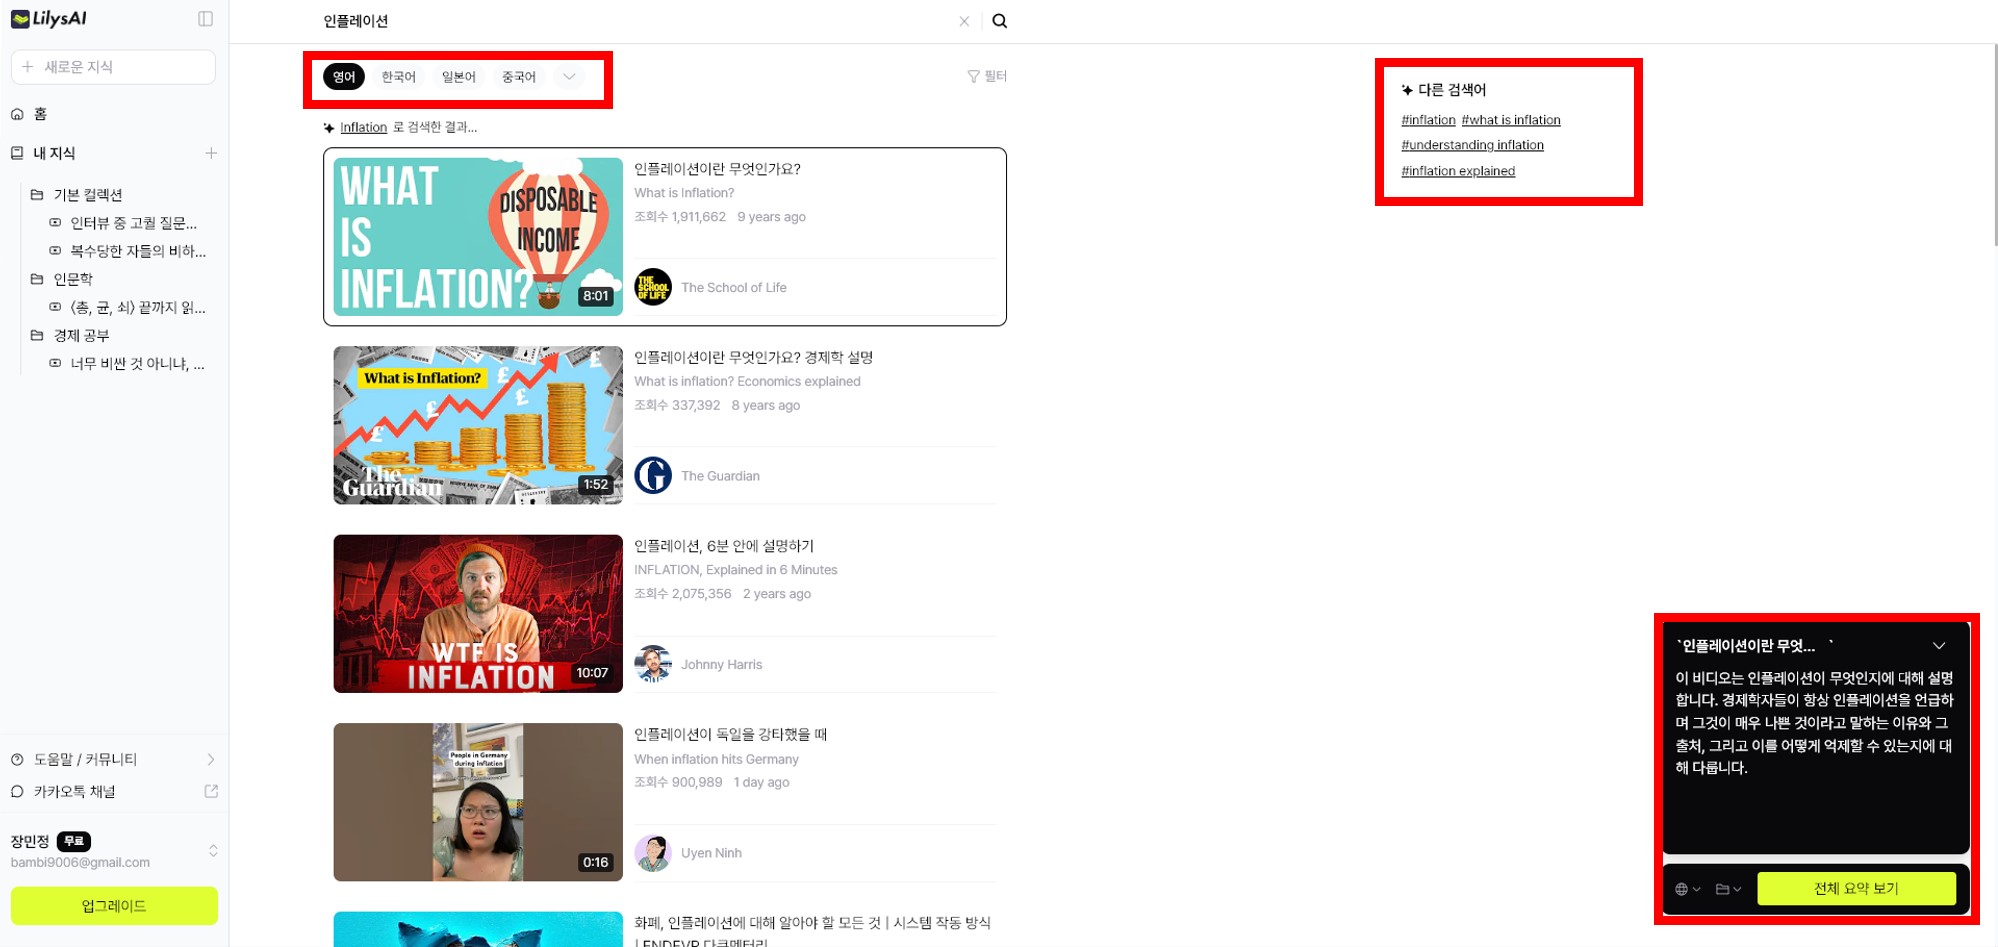 LilysAI
새로운 지식
홈
내 지식
기본 컬렉션
인터뷰 중 고퀄 질문...
복수당한 자들의 비하...
인문학
〈총, 균, 쇠〉 끝까지 읽...
경제 공부
너무 비싼 것 아니냐, ...
도움말 / 커뮤니티
카카오톡 채널
장민정 무료
bambi9006@gmail.com
업그레이드
인플레이션
영어 한국어 일본어 중국어
필터
Inflation 로 검색한 결과...
WHAT
IS
INFLATION?
DISPOSABLE
INCOME
8:01
인플레이션이란 무엇인가요?
What is Inflation?
조회수 1,911,662 9 years ago
THE
SCHOOL
OF LIFE
The School of Life
What is Inflation?
The
Guardian
1:52
인플레이션이란 무엇인가요? 경제학 설명
What is inflation? Economics explained
조회수 337,392 8 years ago
G
The Guardian
WTF IS
INFLATION
10:07
인플레이션, 6분 안에 설명하기
INFLATION, Explained in 6 Minutes
조회수 2,075,356 2 years ago
Johnny Harris
People in Germany
during inflation
0:16
인플레이션이 독일을 강타했을 때
When inflation hits Germany
조회수 900,989 1 day ago
Uyen Ninh
화폐, 인플레이션에 대해 알아야 할 모든 것 | 시스템 작동 방식
| ENDEVR 다큐멘터리
다른 검색어
#inflation #what is inflation
#understanding inflation
#inflation explained
`인플레이션이란 무엇... `
이 비디오는 인플레이션이 무엇인지에 대해 설명
합니다. 경제학자들이 항상 인플레이션을 언급하
며 그것이 매우 나쁜 것이라고 말하는 이유와 그
출처, 그리고 이를 어떻게 억제할 수 있는지에 대
해 다룹니다.
전체 요약 보기